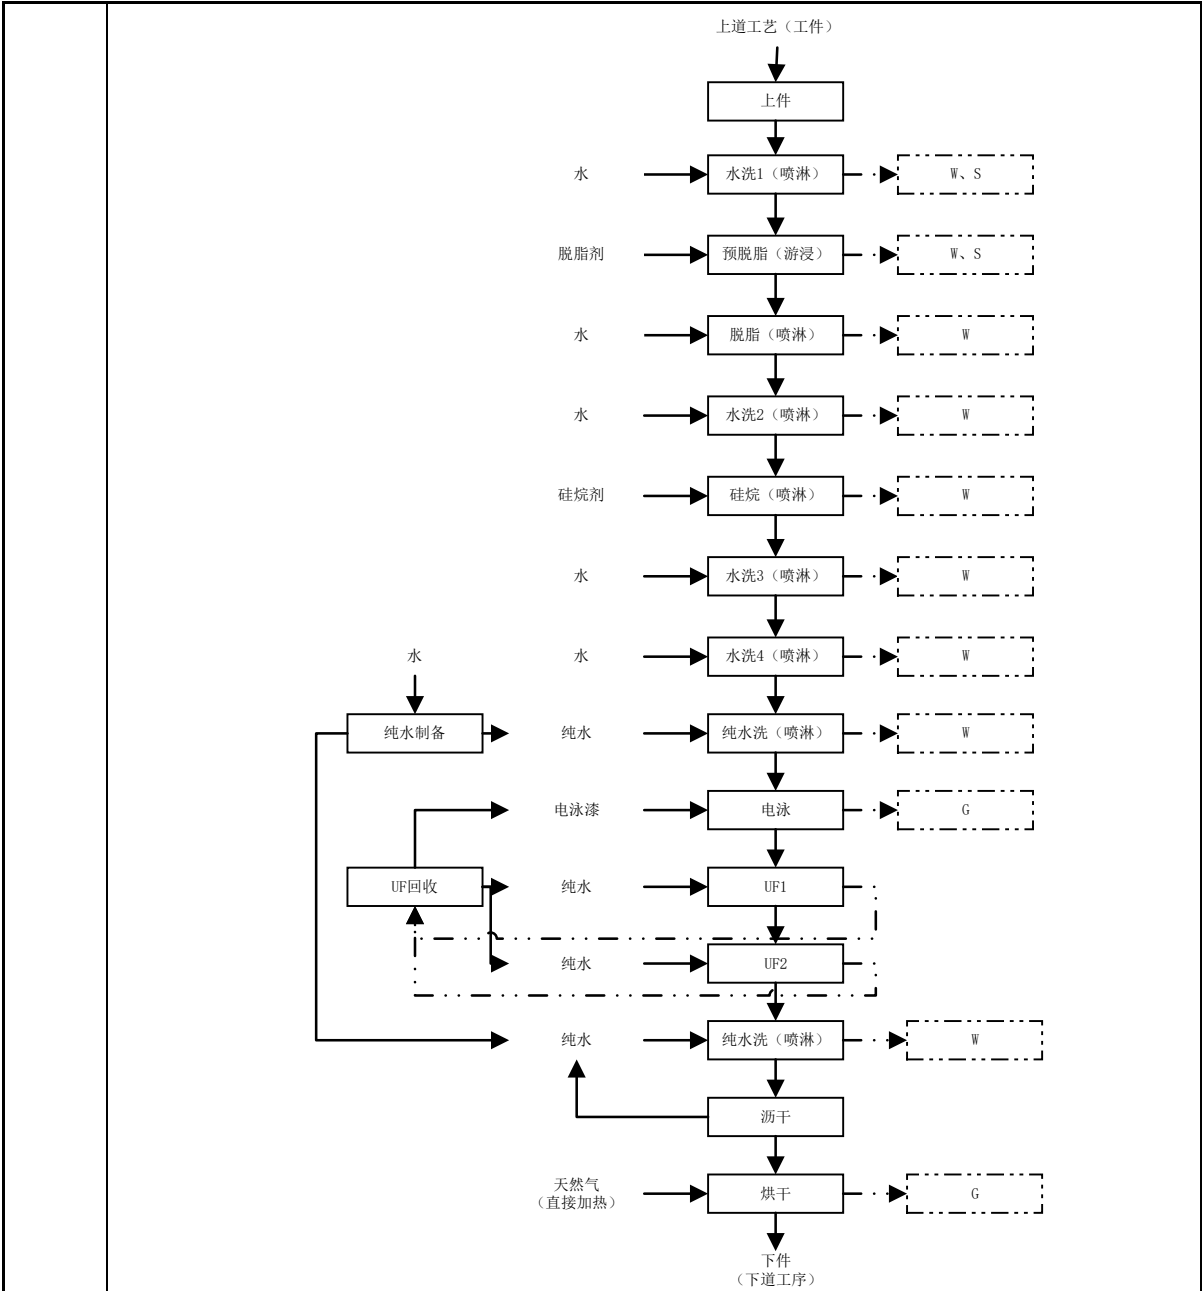 上道工艺（工件）
上件
水
水洗1（喷淋）
W、S
脱脂剂
预脱脂（游浸）
W、S
水
脱脂（喷淋）
W
水
水洗2（喷淋）
W
硅烷剂
硅烷（喷淋）
W
水
水洗3（喷淋）
W
水
水
水洗4（喷淋）
W
纯水制备
纯水
纯水洗（喷淋）
W
电泳漆
电泳
G
UF回收
纯水
UF1
纯水
UF2
纯水
纯水洗（喷淋）
W
沥干
天然气
（直接加热）
烘干
G
下件
（下道工序）